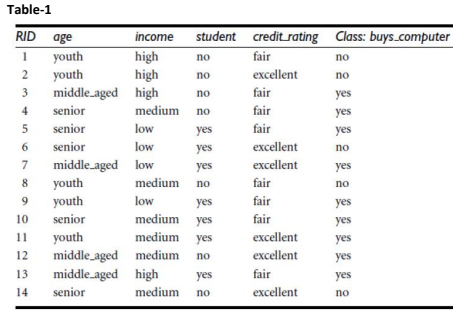 Table-1
RID age income student credit_rating Class: buys_computer
1 youth high no fair no
2 youth high no excellent no
3 middle_aged high no fair yes
4 senior medium no fair yes
5 senior low yes fair yes
6 senior low yes excellent no
7 middle_aged low yes excellent yes
8 youth medium no fair no
9 youth low yes fair yes
10 senior medium yes fair yes
11 youth medium yes excellent yes
12 middle_aged medium no excellent yes
13 middle_aged high yes fair yes
14 senior medium no excellent no